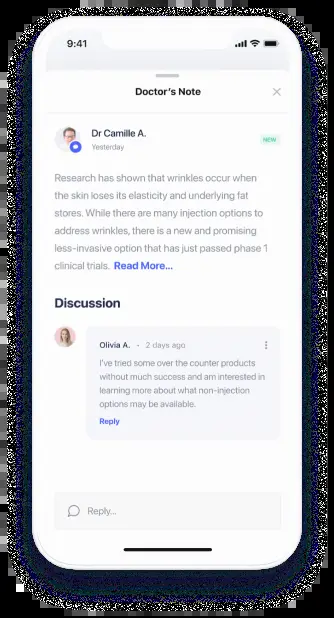 9:41
Doctor's Note
Dr Camille A.
Yesterday
NEW
Research has shown that wrinkles occur when
the skin loses its elasticity and underlying fat
stores. While there are many injection options to
address wrinkles, there is a new and promising
less-invasive option that has just passed phase 1
clinical trials. Read More...
Discussion
Olivia A. • 2 days ago
I've tried some over the counter products
without much success and am interested in
learning more about what non-injection
options may be available.
Reply
Reply...